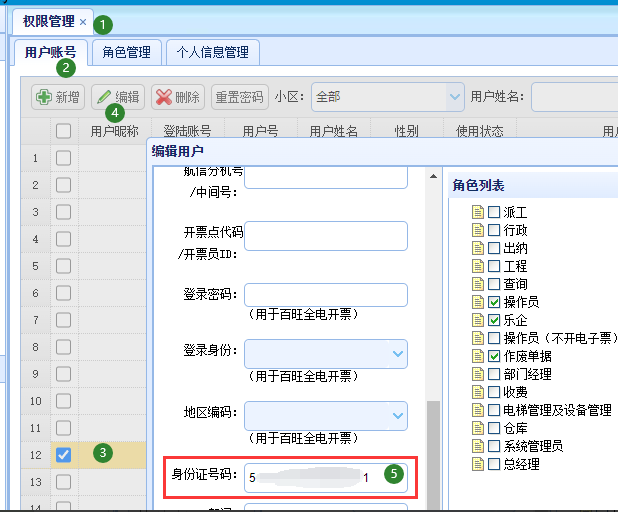 权限管理 × 1
用户账号 角色管理 个人信息管理
2
新增 编辑 删除 重置密码 小区: 全部 用户姓名:
4
用户昵称 登陆账号 用户号 用户姓名 性别 使用状态 用
编辑用户
1
2
3
4
5
6
7
8
9
10
11
12 3
13
14
航信分机号
/中间号:
开票点代码
/开票员ID:
登录密码:
(用于百旺全电开票)
登录身份:
(用于百旺全电开票)
地区编码:
(用于百旺全电开票)
身份证号码: 5 1 5
部门
角色列表
派工
行政
出纳
工程
查询
操作员
乐企
操作员(不开电子票)
作废单据
部门经理
收费
电梯管理及设备管理
仓库
系统管理员
总经理